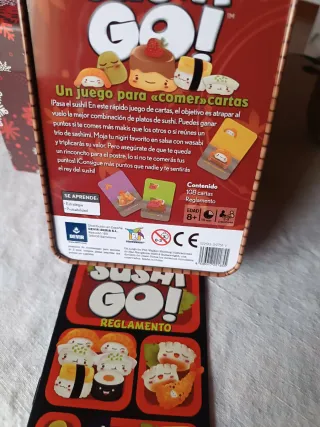 SUSHI
GO!
Un juego para «comer»cartas
¡Pasa el sushi! En este rápido juego de cartas, el objetivo es atrapar al
vuelo la mejor combinación de platos de sushi. Puedes ganar
puntos si te comes más makis que los otros o si reúnes un
trío de sashimi. Moja tu nigiri favorito en salsa wasabi
y triplicarás su valor. Pero asegúrate de que te queda
un rinconcito para el postre, ¡o si no te comerás tus
puntos! ¡Consigue más puntos que nadie y te sentirás
el rey del sushi!
Contenido
108 cartas
Reglamento
SE APRENDE:
EDAD
8+
CE
SUSHI
GO!
REGLAMENTO